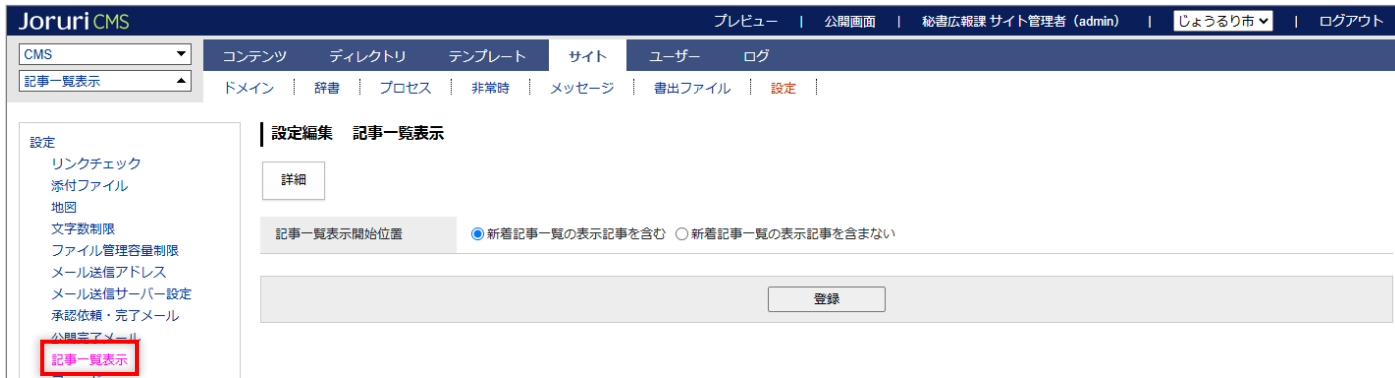 Joruri CMS
プレビュー | 公開画面 | 秘書広報課 サイト管理者（admin） | じょうるり市 | ログアウト
CMS
記事一覧表示
コンテンツ ディレクトリ テンプレート サイト ユーザー ログ
ドメイン 辞書 プロセス 非常時 メッセージ 書出ファイル 設定
設定
リンクチェック
添付ファイル
地図
文字数制限
ファイル管理容量制限
メール送信アドレス
メール送信サーバー設定
承認依頼・完了メール
公開完了メール
記事一覧表示
設定編集 記事一覧表示
詳細
記事一覧表示開始位置 新着記事一覧の表示記事を含む 新着記事一覧の表示記事を含まない
登録